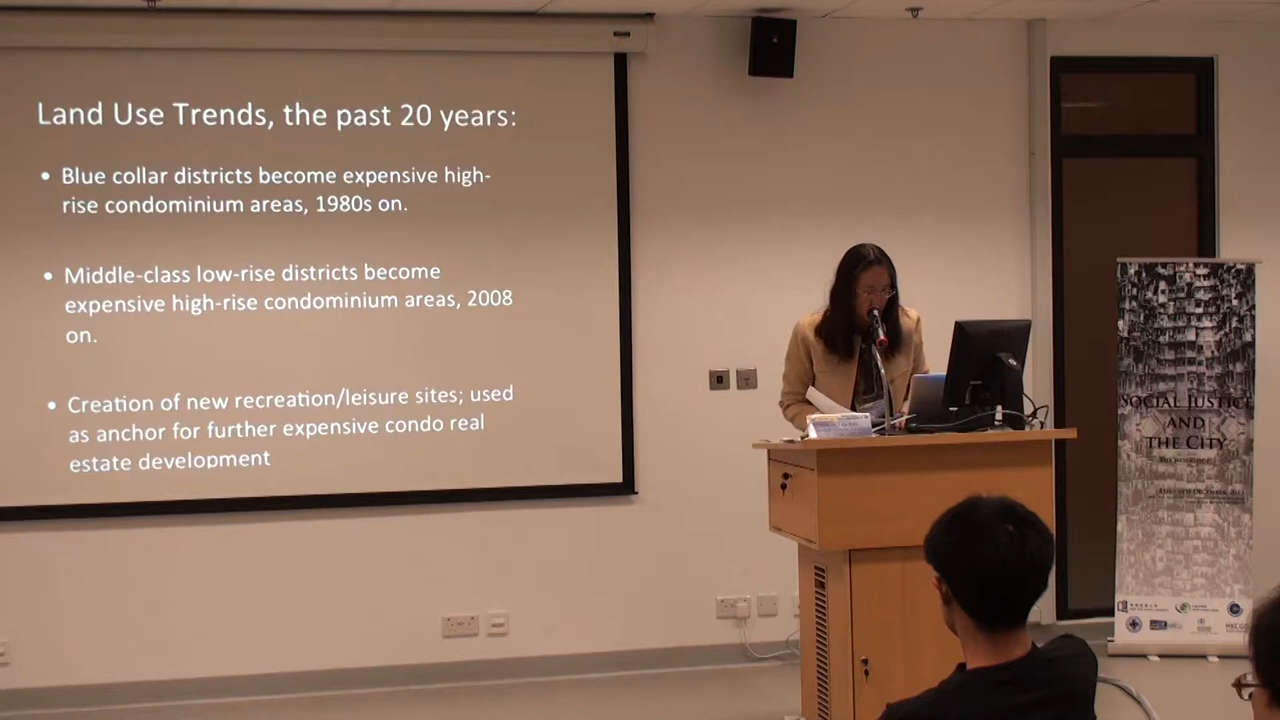 Land Use Trends, the past 20 years:
• Blue collar districts become expensive high-
rise condominium areas, 1980s on.
• Middle-class low-rise districts become
expensive high-rise condominium areas, 2008
on.
• Creation of new recreation/leisure sites; used
as anchor for further expensive condo real
estate development
Social Justice
and
the City